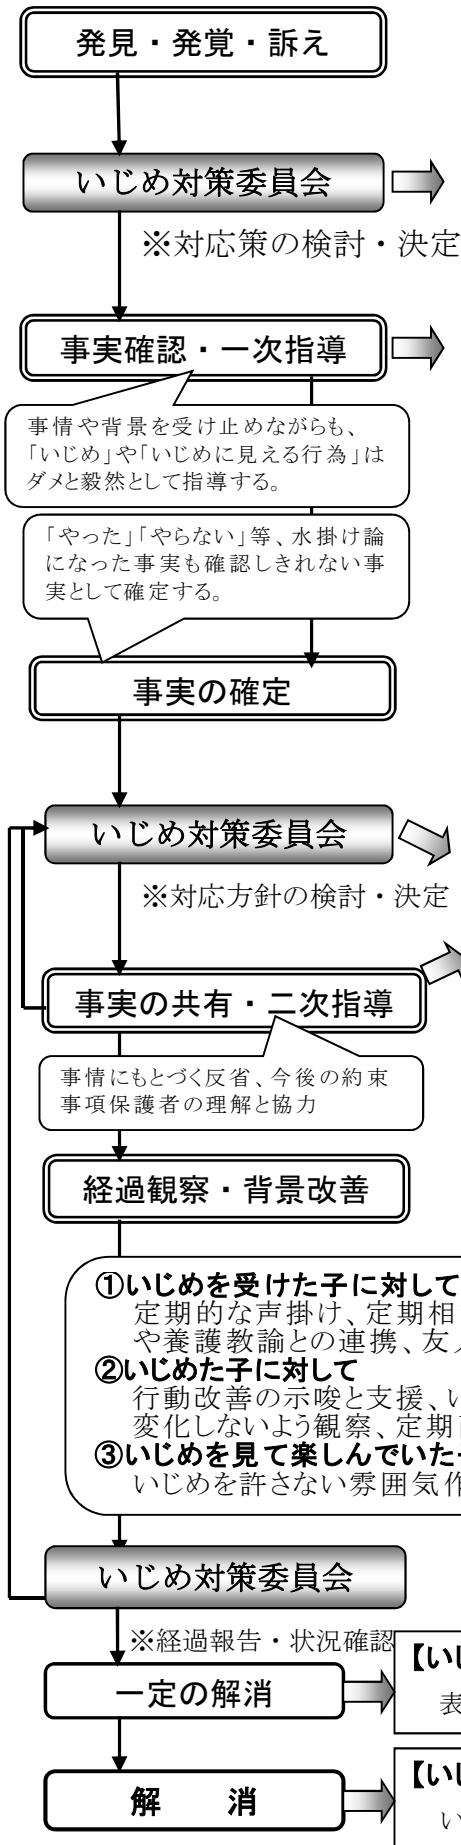 発見・発覚・訴え
いじめ対策委員会
※対応策の検討・決定
事実確認・一次指導
事情や背景を受け止めながらも、
「いじめ」や「いじめに見える行為」は
ダメと毅然として指導する。
「やった」「やらない」等、水掛け論
になった事実も確認しきれない事
実として確定する。
事実の確定
いじめ対策委員会
※対応方針の検討・決定
事実の共有・二次指導
事情にもとづく反省、今後の約束
事項保護者の理解と協力
経過観察・背景改善
①いじめを受けた子に対して
定期的な声掛け、定期相
や養護教諭との連携、友
②いじめた子に対して
行動改善の示唆と支援、い
変化しないよう観察、定期
③いじめを見て楽しんでいた
いじめを許さない雰囲気作
いじめ対策委員会
※経過報告・状況確認
一定の解消
【いじ
表
解　消
【いじ
い